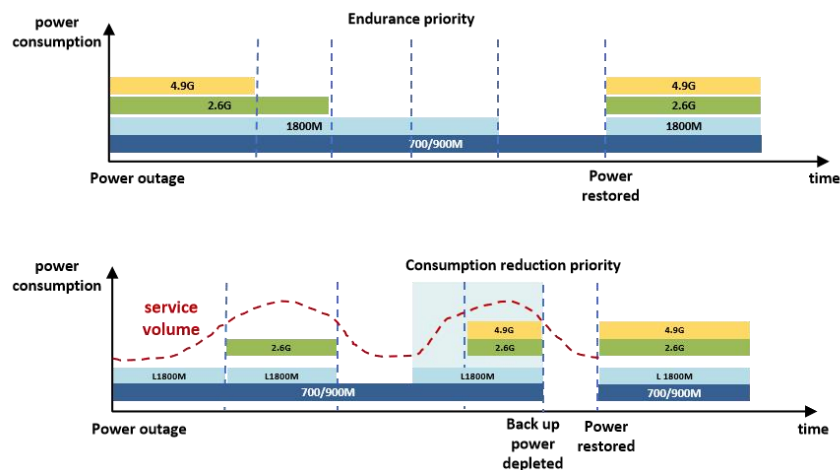 power
consumption
Endurance priority
4.9G
4.9G
2.6G
2.6G
1800M
1800M
700/900M
Power outage
Power
restored
time
power
consumption
Consumption reduction priority
service
volume
4.9G
4.9G
2.6G
2.6G
2.6G
L1800M
L1800M
L1800M
L 1800M
700/900M
700/900M
Power outage
Back up
power
depleted
Power
restored
time